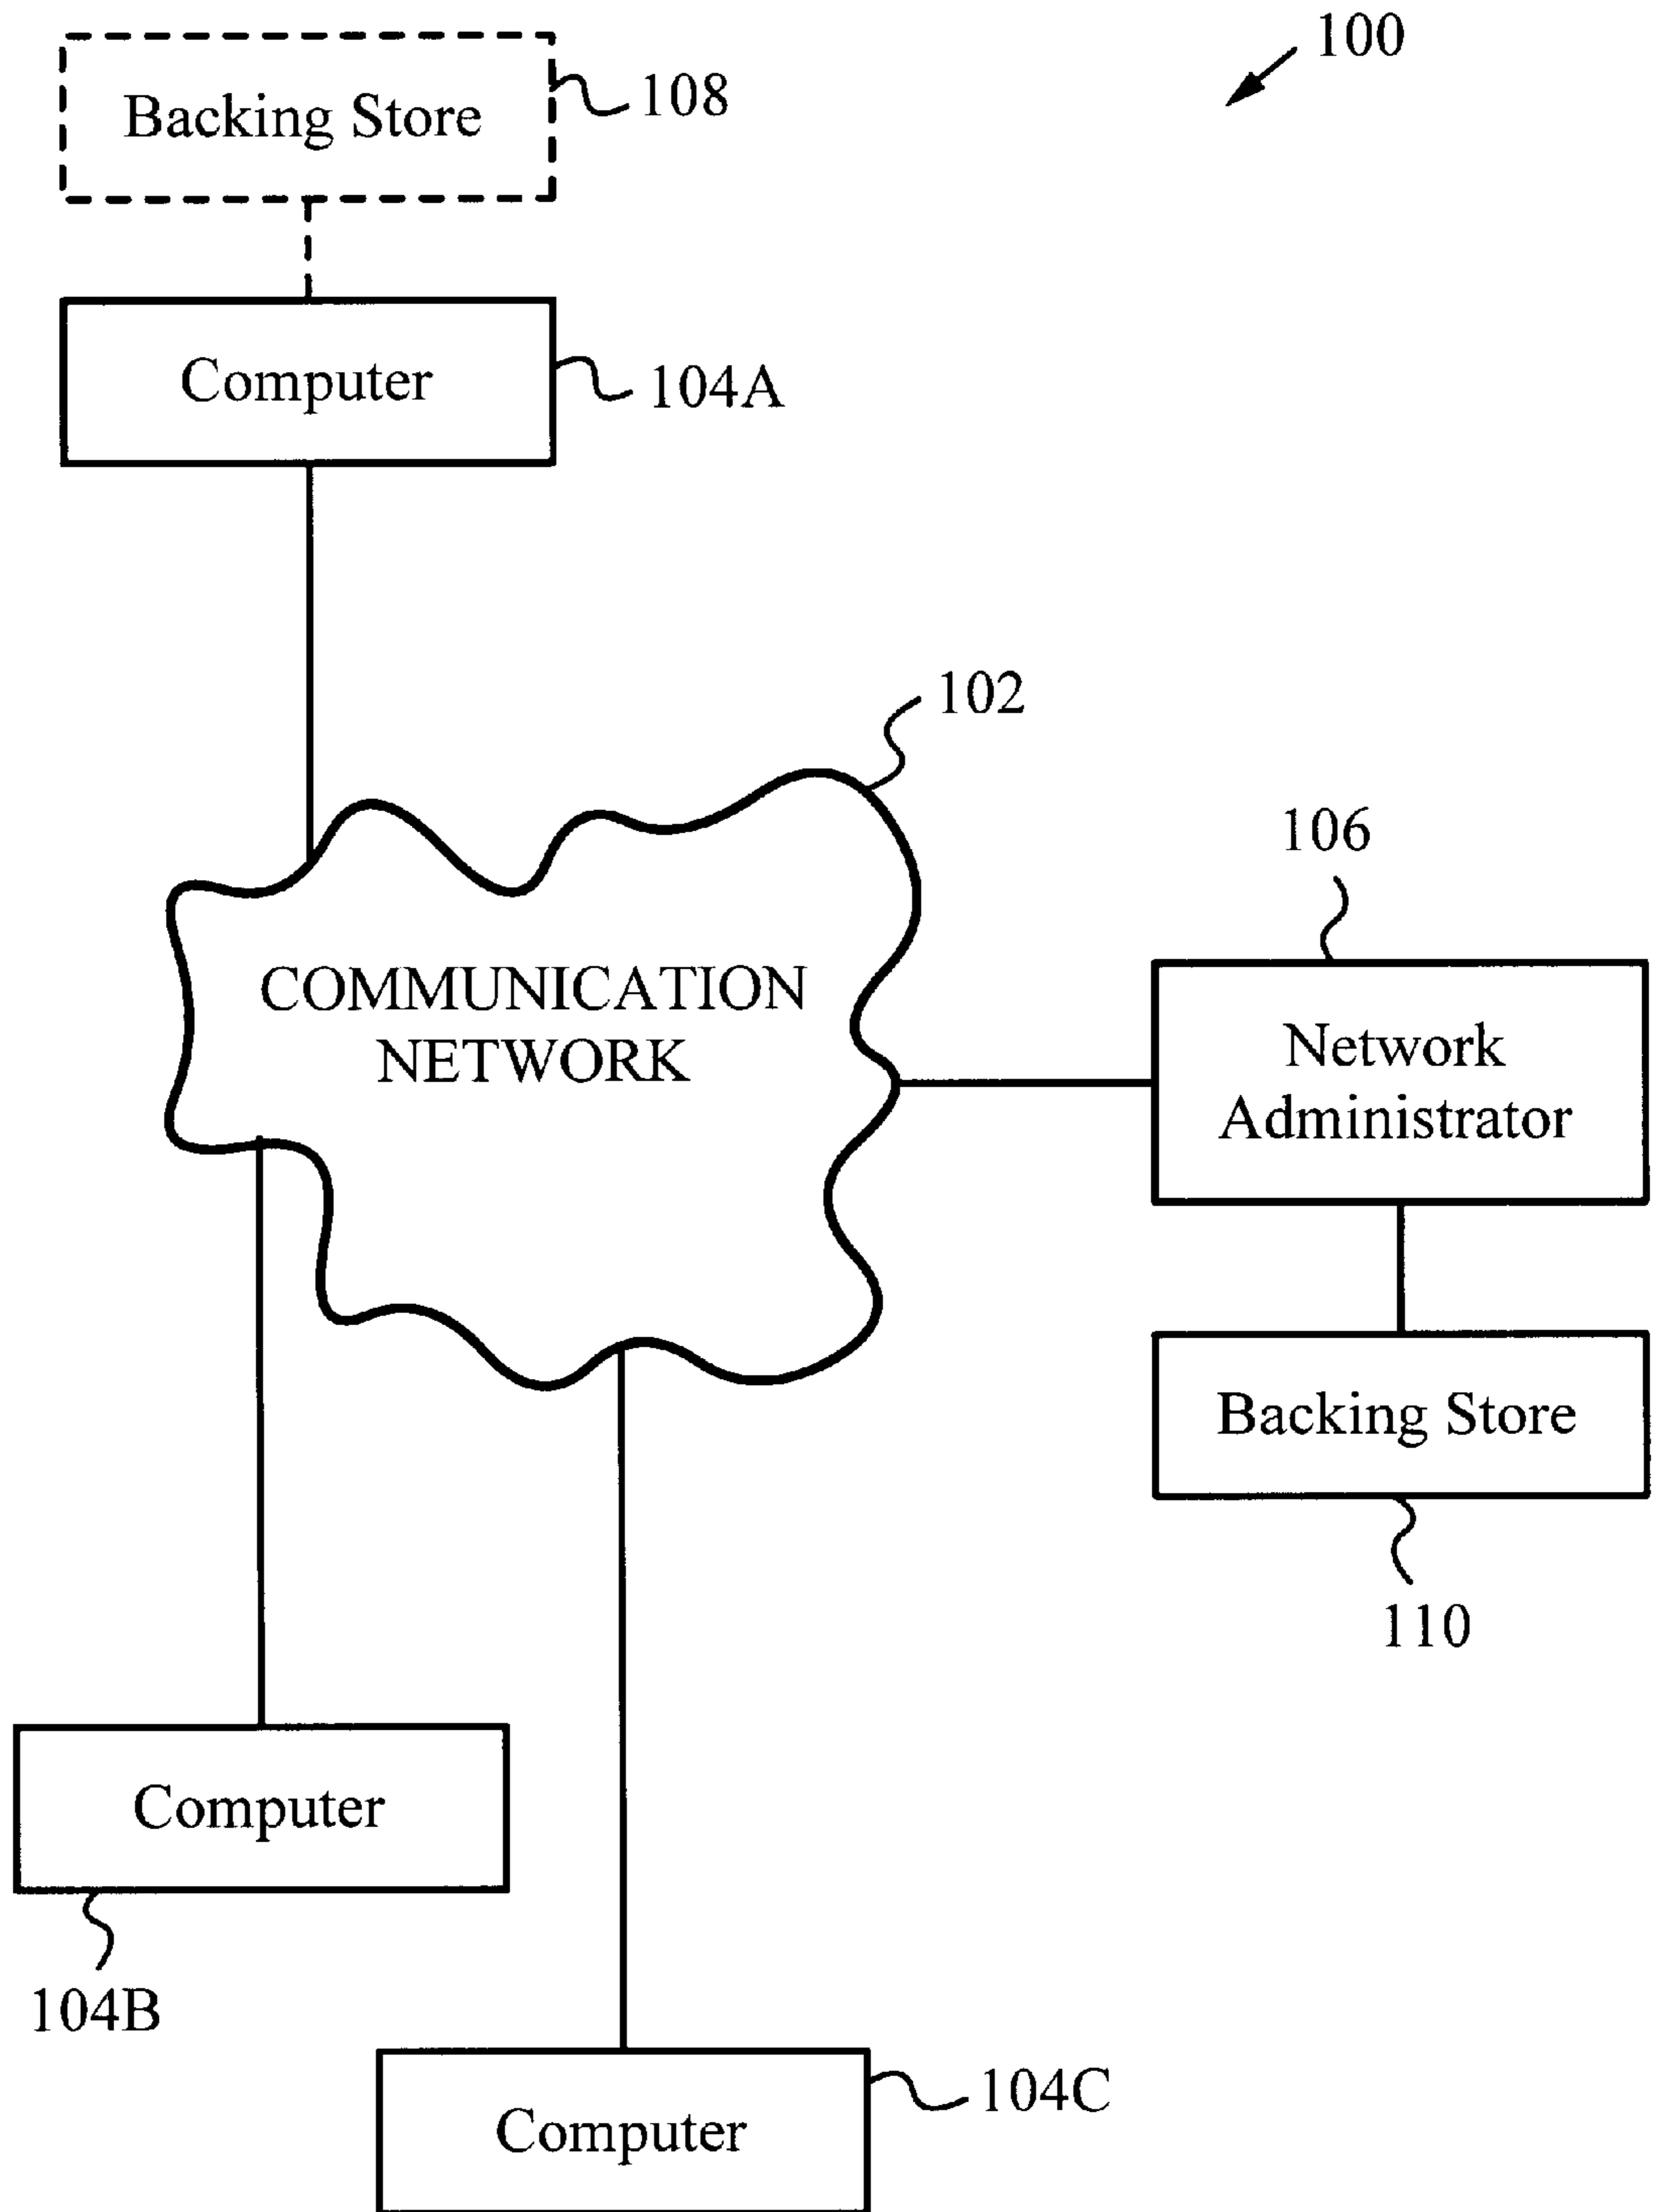 100
Backing Store
108
Computer
104A
102
106
COMMUNICATION
NETWORK
Network
Administrator
Backing Store
110
Computer
104B
104C
Computer